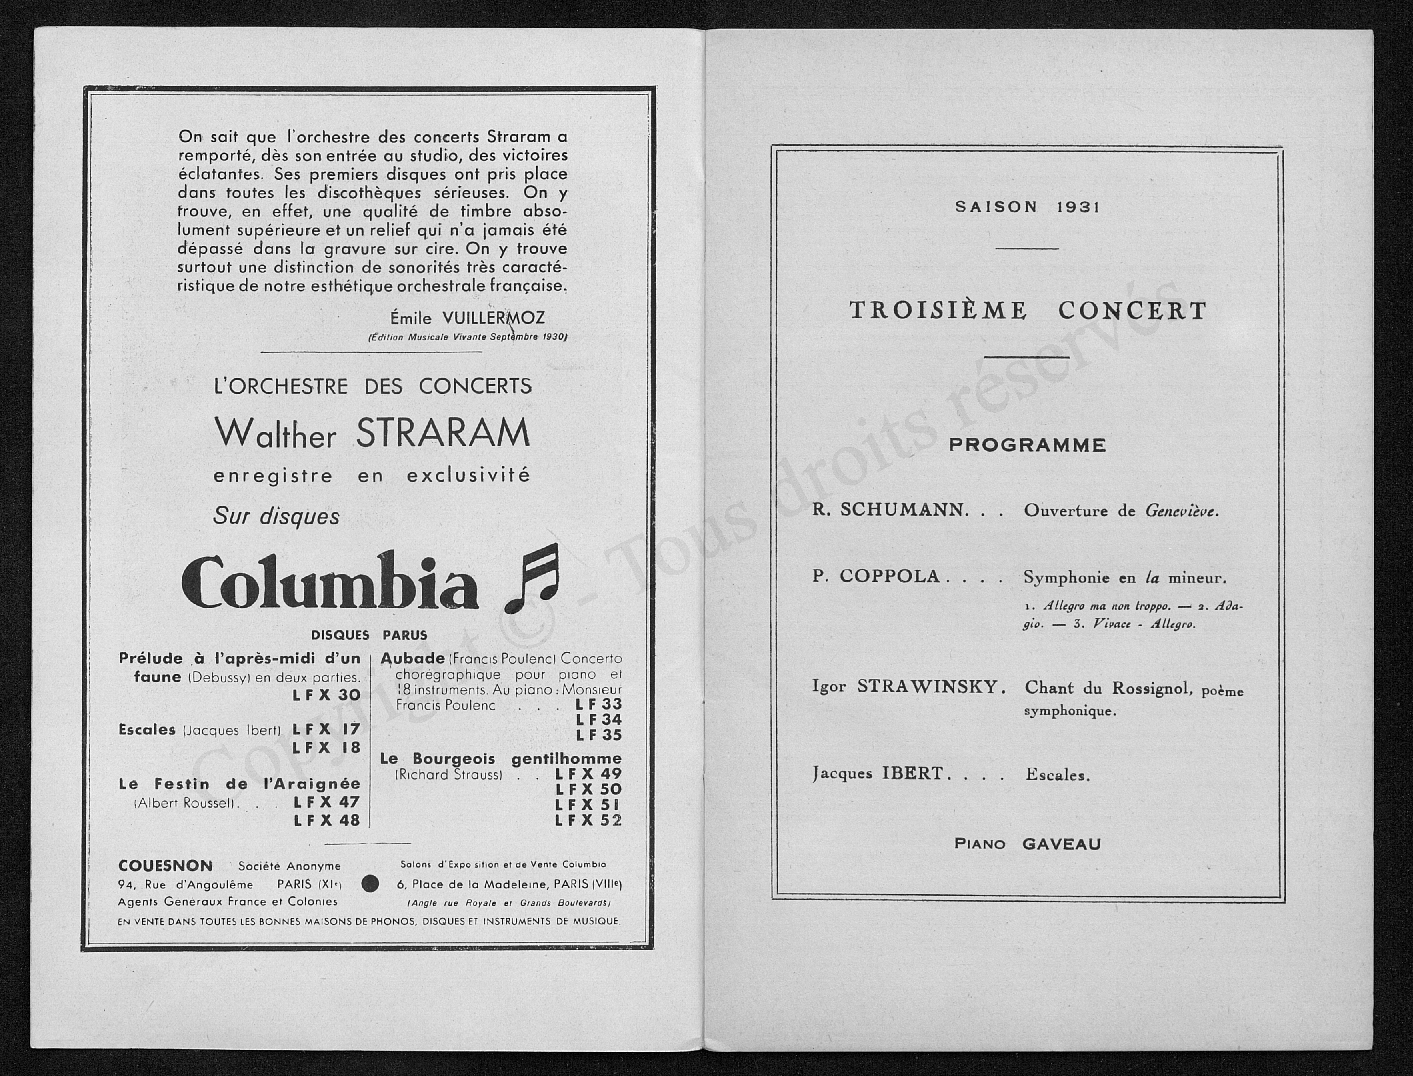 On sait que l'orchestre des concerts Straram a
remporté, dès son entrée au studio, des victoires
éclatantes. Ses premiers disques ont pris place
dans toutes les discothèques sérieuses. On y
trouve, en effet, une qualité de timbre abso-
lument supérieure et un relief qui n'a jamais été
dépassé dans la gravure sur cire. On y trouve
surtout une distinction de sonorités très caracté-
ristique de notre esthétique orchestrale française.
Émile VUILLERMOZ
(Édition Musicale Vivante Septembre 1930)
L'ORCHESTRE DES CONCERTS
Walther STRARAM
enregistre en exclusivité
Sur disques
Columbia
DISQUES PARUS
Prélude à l'après-midi d'un
faune (Debussy) en deux parties.
LFX 30
Escales (Jacques Ibert) LFX 17
LFX 18
Le Festin de l'Araignée
(Albert Roussel). . . LFX 47
LFX 48
Aubade (Francis Poulenc) Concerto
chorégraphique pour piano et
18 instruments. Au piano : Monsieur
Francis Poulenc . . . LF 33
LF 34
LF 35
Le Bourgeois gentilhomme
(Richard Strauss) . . LFX 49
LFX 50
LFX 51
LFX 52
COUESNON Société Anonyme
94, Rue d'Angoulême PARIS (XIe)
Agents Généraux France et Colonies
Salons d'Exposition et de Vente Columbia
6, Place de la Madeleine, PARIS (VIIIe)
(Angle rue Royale et Grands Boulevards)
EN VENTE DANS TOUTES LES BONNES MAISONS DE PHONOS, DISQUES ET INSTRUMENTS DE MUSIQUE
SAISON 1931
TROISIÈME CONCERT
PROGRAMME
R. SCHUMANN. . . Ouverture de Geneviève.
P. COPPOLA . . . . Symphonie en la mineur.
1. Allegro ma non troppo. — 2. Ada-
gio. — 3. Vivace - Allegro.
Igor STRAWINSKY. Chant du Rossignol, poème
symphonique.
Jacques IBERT. . . . Escales.
PIANO GAVEAU
Copyright © - Tous droits réservés